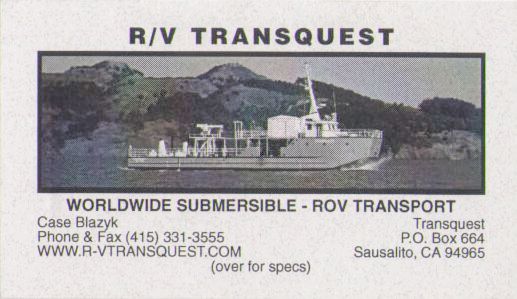 R/V TRANSQUEST
WORLDWIDE SUBMERSIBLE - ROV TRANSPORT
Case Blazyk
Phone & Fax (415) 331-3555
WWW.R-VTRANSQUEST.COM
Transquest
P.O. Box 664
Sausalito, CA 94965
(over for specs)